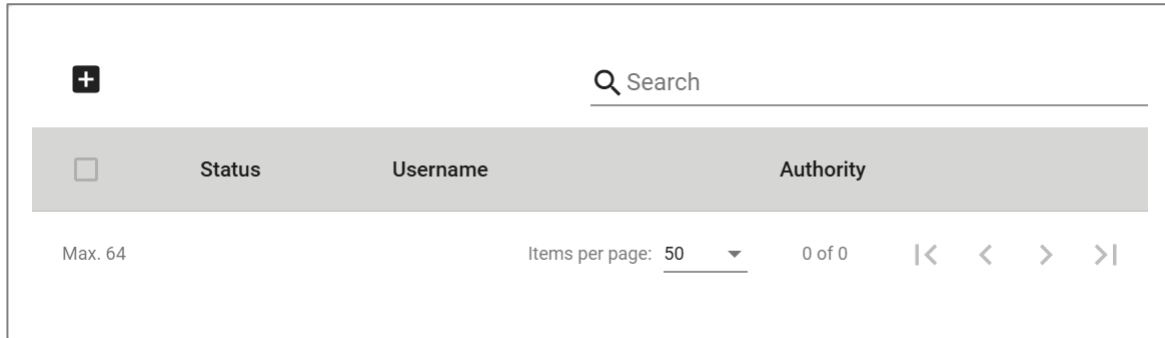 Search
Status Username Authority
Max. 64 Items per page: 50 0 of 0